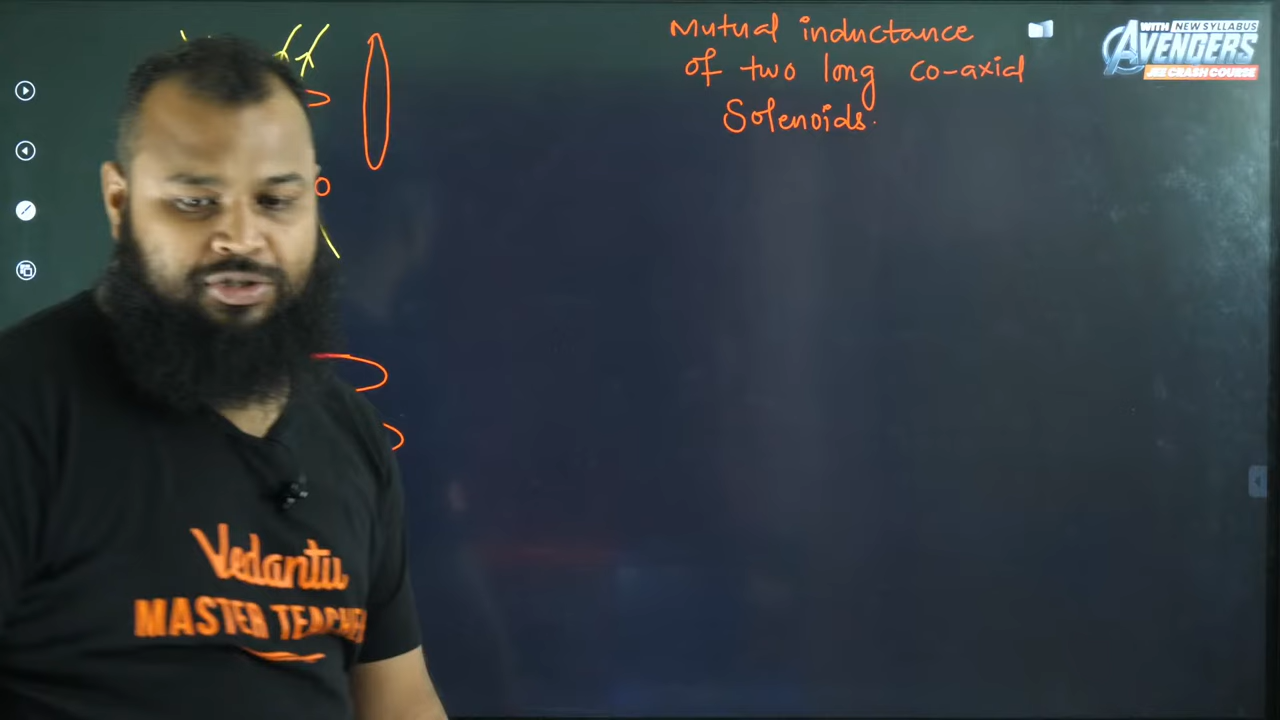 Mutual inductance
of two long co-axial
Solenoids.
WITH NEW SYLLABUS
AVENGERS
JEE CRASH COURSE
Vedantu
MASTER TEACHER